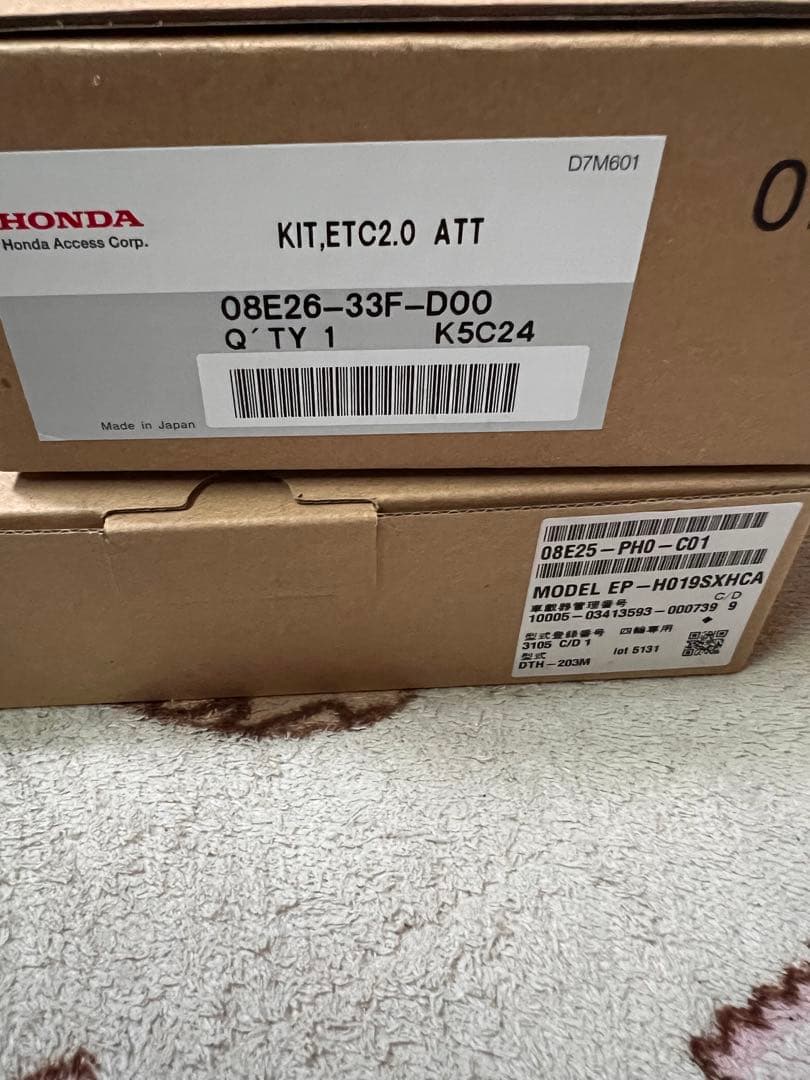 D7M601
HONDA
Honda Access Corp.
KIT,ETC2.0 ATT
08E26-33F-D00
Q´TY 1 K5C24
Made in Japan
08E25-PH0-C01
MODEL EP-H019SXHCA
車載器管理番号 C/D
10005-03413593-000739 9
型式登録番号 四輪専用
3105 C/D 1
型式 lot 5131
DTH-203M